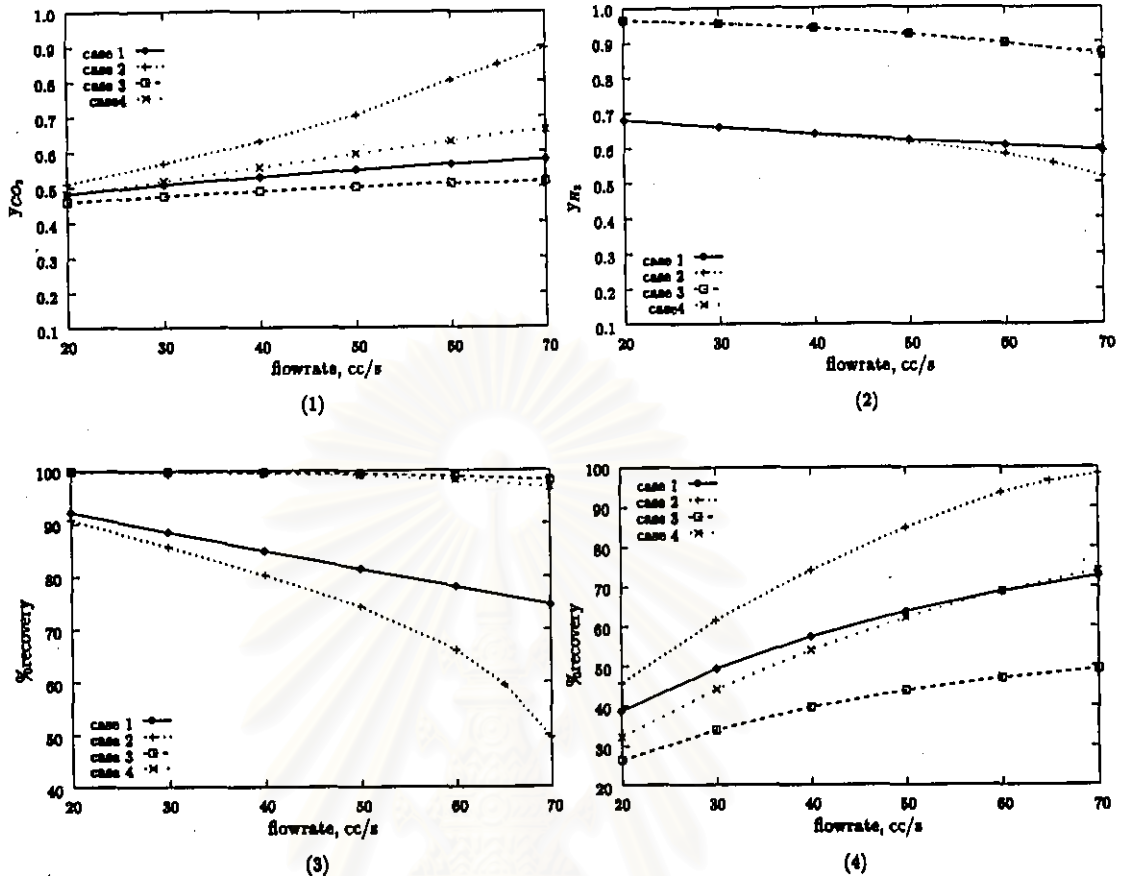 1.0
0.9
0.8
0.7
0.6
0.5
0.4
0.3
0.2
0.1
yCO₂
case 1
case 2
case 3
case4
20 30 40 50 60 70
flowrate, cc/s
(1)
1.0
0.9
0.8
0.7
0.6
0.5
0.4
0.3
0.2
0.1
yH₂
case 1
case 2
case 3
case4
20 30 40 50 60 70
flowrate, cc/s
(2)
100
90
80
70
60
50
40
%recovery
case 1
case 2
case 3
case 4
20 30 40 50 60 70
flowrate, cc/s
(3)
100
90
80
70
60
50
40
30
20
%recovery
case 1
case 2
case 3
case 4
20 30 40 50 60 70
flowrate, cc/s
(4)